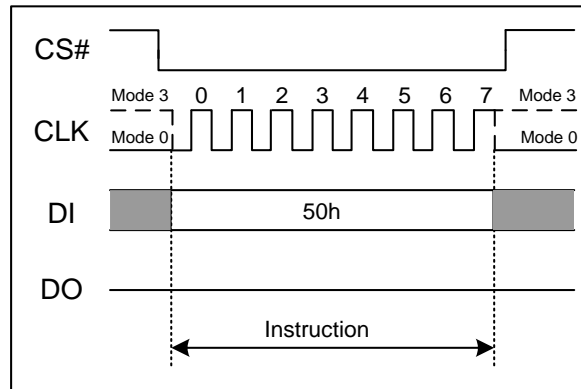 CS#
Mode 3 0 1 2 3 4 5 6 7 Mode 3
CLK
Mode 0 Mode 0
DI 50h
DO
Instruction